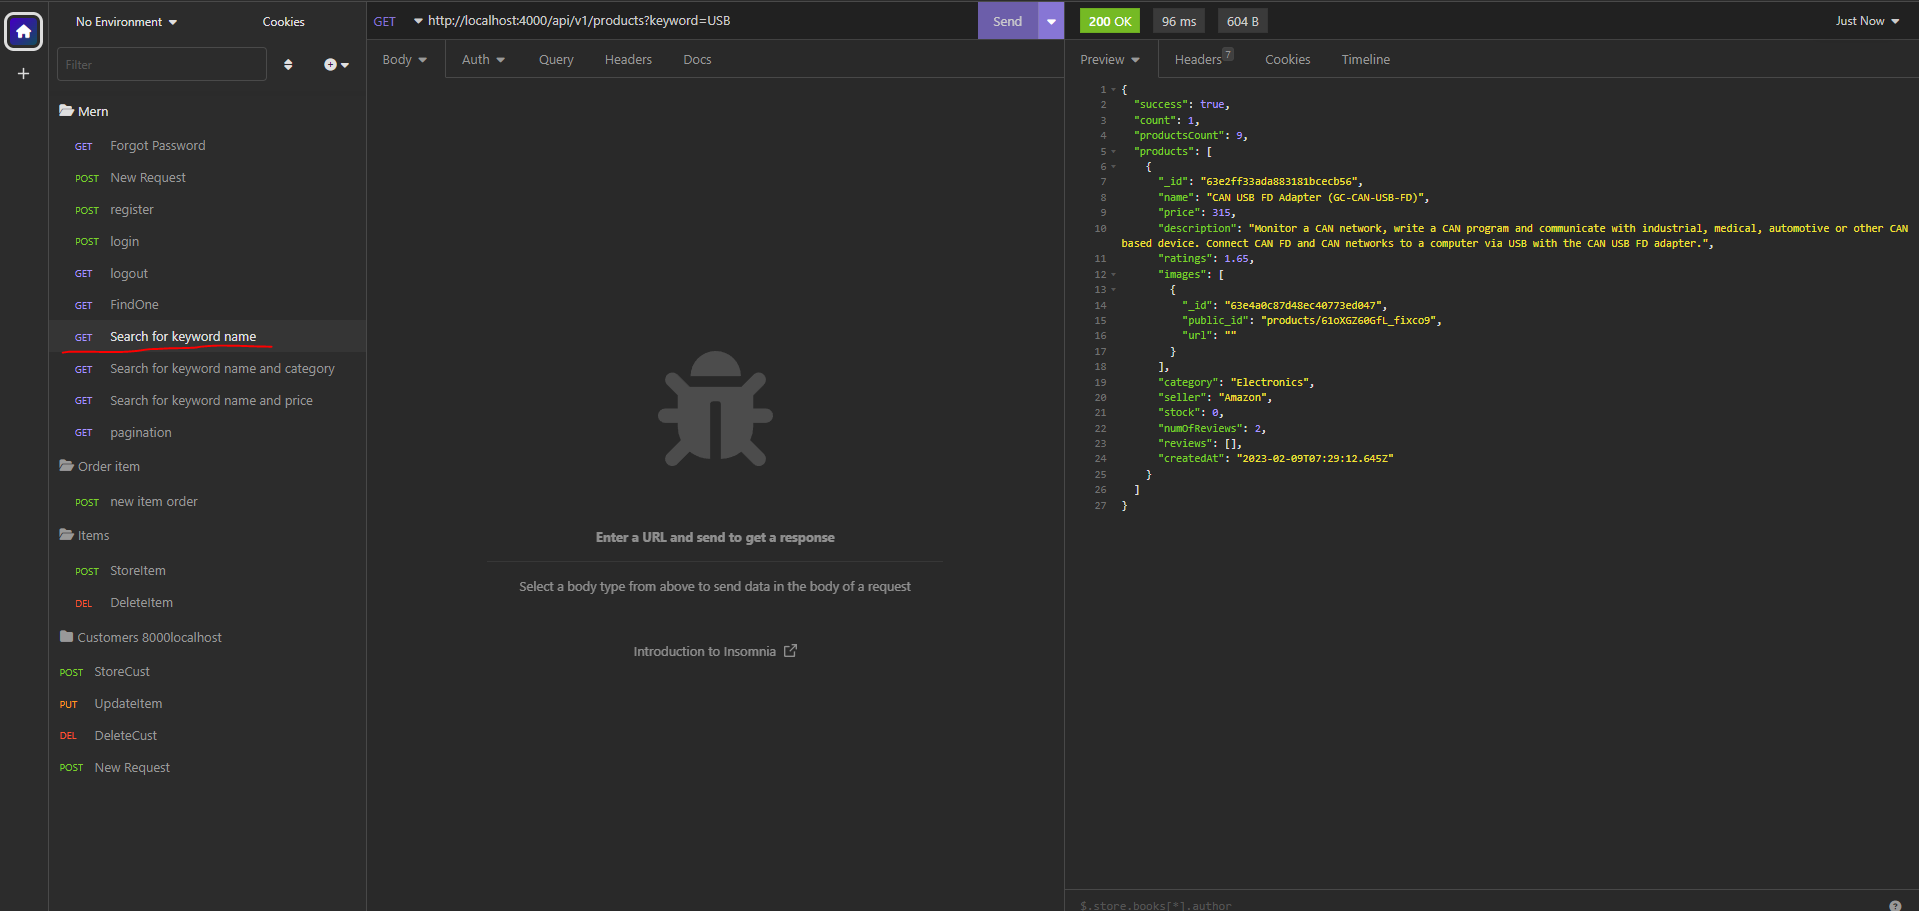 No Environment
Cookies
Filter
Mern
GET Forgot Password
POST New Request
POST register
POST login
GET logout
GET FindOne
GET Search for keyword name
GET Search for keyword name and category
GET Search for keyword name and price
GET pagination
Order item
POST new item order
Items
POST StoreItem
DEL DeleteItem
Customers 8000localhost
POST StoreCust
PUT UpdateItem
DEL DeleteCust
POST New Request
GET http://localhost:4000/api/v1/products?keyword=USB Send
Body Auth Query Headers Docs
Enter a URL and send to get a response
Select a body type from above to send data in the body of a request
Introduction to Insomnia
200 OK 96 ms 604 B Just Now
Preview Headers 7 Cookies Timeline
1 {
2 "success": true,
3 "count": 1,
4 "productsCount": 9,
5 "products": [
6 {
7 "_id": "63e2ff33ada883181bcecb56",
8 "name": "CAN USB FD Adapter (GC-CAN-USB-FD)",
9 "price": 315,
10 "description": "Monitor a CAN network, write a CAN program and communicate with industrial, medical, automotive or other CAN
based device. Connect CAN FD and CAN networks to a computer via USB with the CAN USB FD adapter.",
11 "ratings": 1.65,
12 "images": [
13 {
14 "_id": "63e4a0c87d48ec40773ed047",
15 "public_id": "products/61oXGZ60GfL_fixco9",
16 "url": ""
17 }
18 ],
19 "category": "Electronics",
20 "seller": "Amazon",
21 "stock": 0,
22 "numOfReviews": 2,
23 "reviews": [],
24 "createdAt": "2023-02-09T07:29:12.645Z"
25 }
26 ]
27 }
$.store.books[*].author